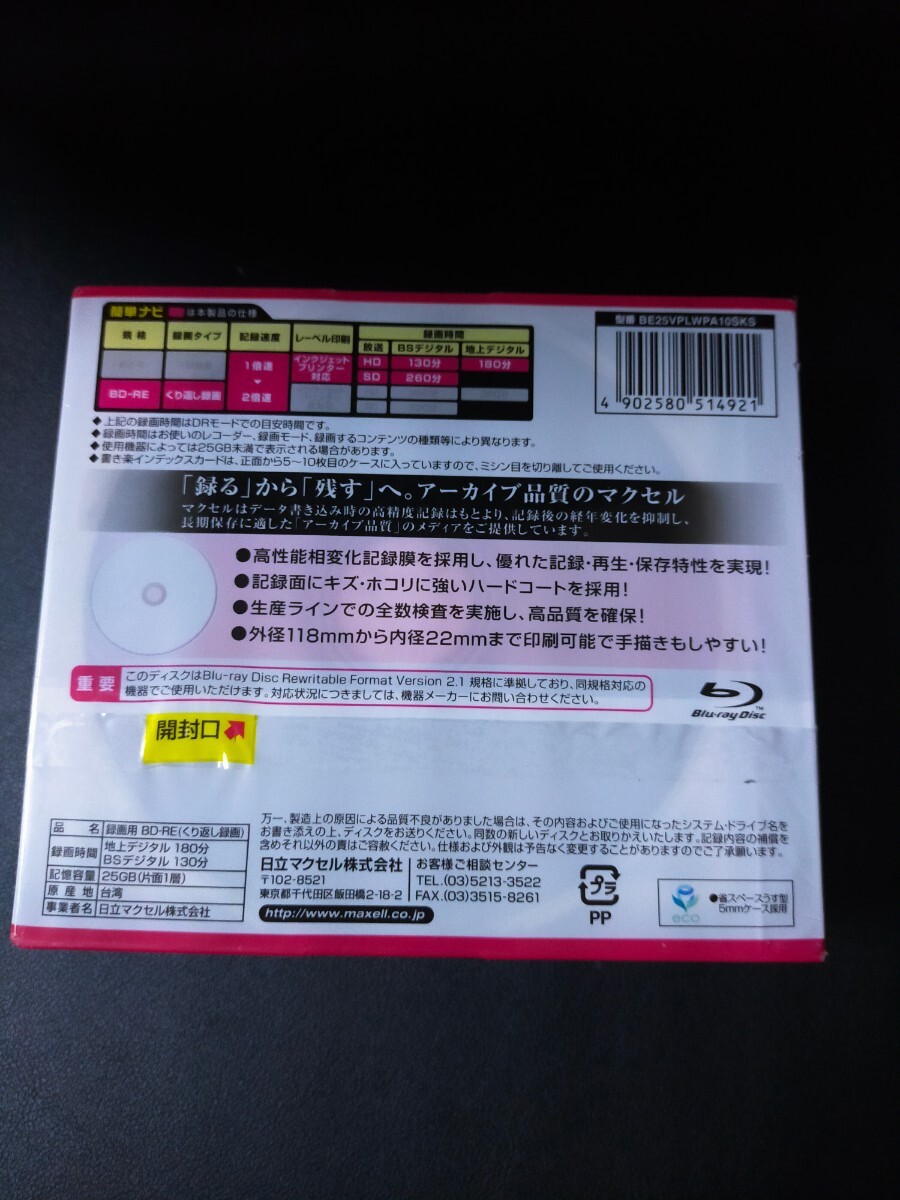 簡単ナビ は本製品の仕様
規格 録画タイプ 記録速度 レーベル印刷 録画時間
放送 BSデジタル 地上デジタル
BD-RE くり返し録画 1倍速 ▼ 2倍速 インクジェットプリンター対応
HD 130分 180分
SD 260分
型番 BE25VPLWPA10SKS
4 902580 514921
◆上記の録画時間はDRモードでの目安時間です。
◆録画時間はお使いのレコーダー、録画モード、録画するコンテンツの種類等により異なります。
◆使用機器によっては25GB未満で表示される場合があります。
◆書き楽インデックスカードは、正面から5～10枚目のケースに入っていますので、ミシン目を切り離してご使用ください。
「録る」から「残す」へ。アーカイブ品質のマクセル
マクセルはデータ書き込み時の高精度記録はもとより、記録後の経年変化を抑制し、
長期保存に適した「アーカイブ品質」のメディアをご提供しています。
●高性能相変化記録膜を採用し、優れた記録・再生・保存特性を実現!
●記録面にキズ・ホコリに強いハードコートを採用!
●生産ラインでの全数検査を実施し、高品質を確保!
●外径118mmから内径22mmまで印刷可能で手描きもしやすい!
重要 このディスクはBlu-ray Disc Rewritable Format Version 2.1 規格に準拠しており、同規格対応の
機器でご使用いただけます。対応状況につきましては、機器メーカーにお問い合わせください。
Blu-ray Disc™
開封口
品名 録画用 BD-RE(くり返し録画)
録画時間 地上デジタル 180分
BSデジタル 130分
記憶容量 25GB(片面1層)
原産地 台湾
事業者名 日立マクセル株式会社
万一、製造上の原因による品質不良がありました場合は、その内容およびご使用になったシステム・ドライブ名を
お書き添えの上、ディスクをお送りください。同数の新しいディスクとお取りかえいたします。記録内容の補償を
含めそれ以外の責はご容赦ください。仕様および外観は予告なく変更することがありますのでご了承願います。
日立マクセル株式会社
〒102-8521
東京都千代田区飯田橋2-18-2
http://www.maxell.co.jp
お客様ご相談センター
TEL.(03)5213-3522
FAX.(03)3515-8261
プラ
PP
eco
●省スペースうす型
5mmケース採用